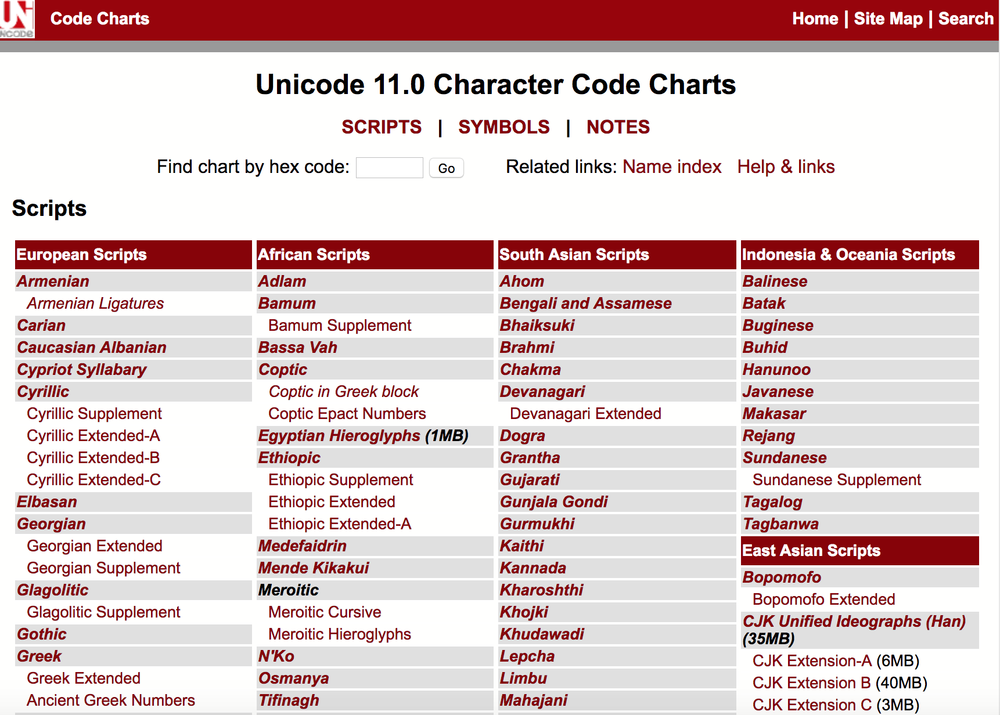 UN
NCODE
Code Charts
Home | Site Map | Search
Unicode 11.0 Character Code Charts
SCRIPTS | SYMBOLS | NOTES
Find chart by hex code: Go Related links: Name index Help & links
Scripts
European Scripts
Armenian
Armenian Ligatures
Carian
Caucasian Albanian
Cypriot Syllabary
Cyrillic
Cyrillic Supplement
Cyrillic Extended-A
Cyrillic Extended-B
Cyrillic Extended-C
Elbasan
Georgian
Georgian Extended
Georgian Supplement
Glagolitic
Glagolitic Supplement
Gothic
Greek
Greek Extended
Ancient Greek Numbers
African Scripts
Adlam
Bamum
Bamum Supplement
Bassa Vah
Coptic
Coptic in Greek block
Coptic Epact Numbers
Egyptian Hieroglyphs (1MB)
Ethiopic
Ethiopic Supplement
Ethiopic Extended
Ethiopic Extended-A
Medefaidrin
Mende Kikakui
Meroitic
Meroitic Cursive
Meroitic Hieroglyphs
N'Ko
Osmanya
Tifinagh
South Asian Scripts
Ahom
Bengali and Assamese
Bhaiksuki
Brahmi
Chakma
Devanagari
Devanagari Extended
Dogra
Grantha
Gujarati
Gunjala Gondi
Gurmukhi
Kaithi
Kannada
Kharoshthi
Khojki
Khudawadi
Lepcha
Limbu
Mahajani
Indonesia & Oceania Scripts
Balinese
Batak
Buginese
Buhid
Hanunoo
Javanese
Makasar
Rejang
Sundanese
Sundanese Supplement
Tagalog
Tagbanwa
East Asian Scripts
Bopomofo
Bopomofo Extended
CJK Unified Ideographs (Han)
(35MB)
CJK Extension-A (6MB)
CJK Extension B (40MB)
CJK Extension C (3MB)